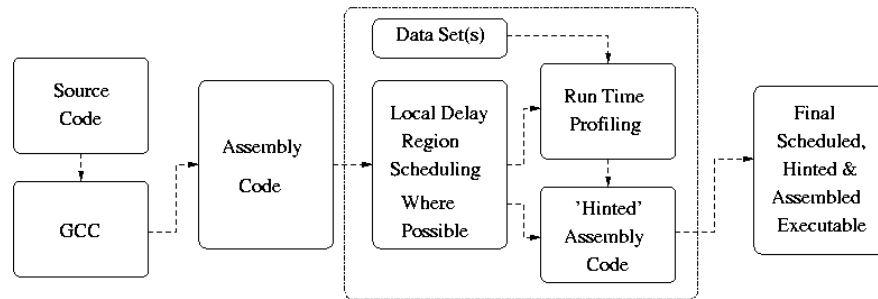 Source
Code
GCC
Assembly
Code
Data Set(s)
Local Delay
Region
Scheduling
Where
Possible
Run Time
Profiling
'Hinted'
Assembly
Code
Final
Scheduled,
Hinted &
Assembled
Executable